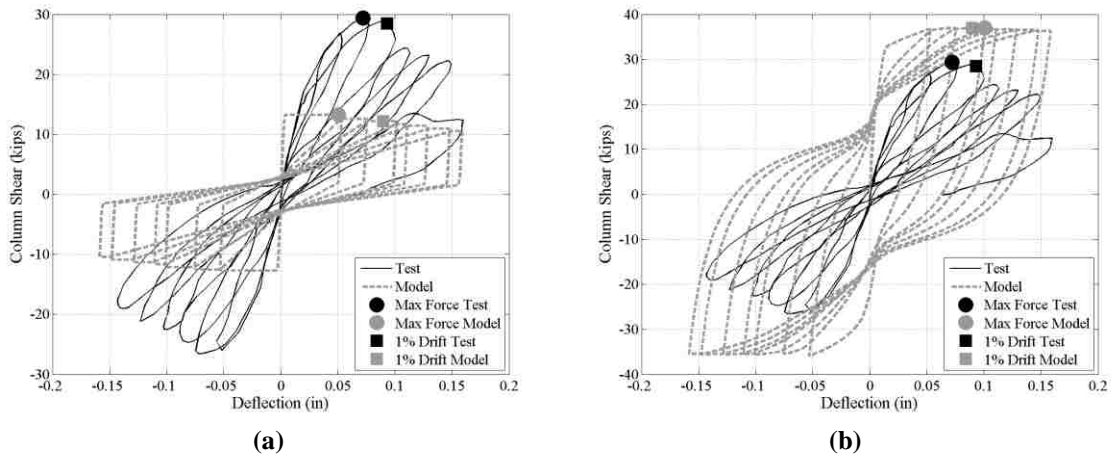 30
20
10
0
-10
-20
-30
Column Shear (kips)
-0.2
-0.15
-0.1
-0.05
0
0.05
0.1
0.15
0.2
Deflection (in)
Test
Model
Max Force Test
Max Force Model
1% Drift Test
1% Drift Model
(a)
40
30
20
10
0
-10
-20
-30
-40
Column Shear (kips)
-0.2
-0.15
-0.1
-0.05
0
0.05
0.1
0.15
0.2
Deflection (in)
Test
Model
Max Force Test
Max Force Model
1% Drift Test
1% Drift Model
(b)